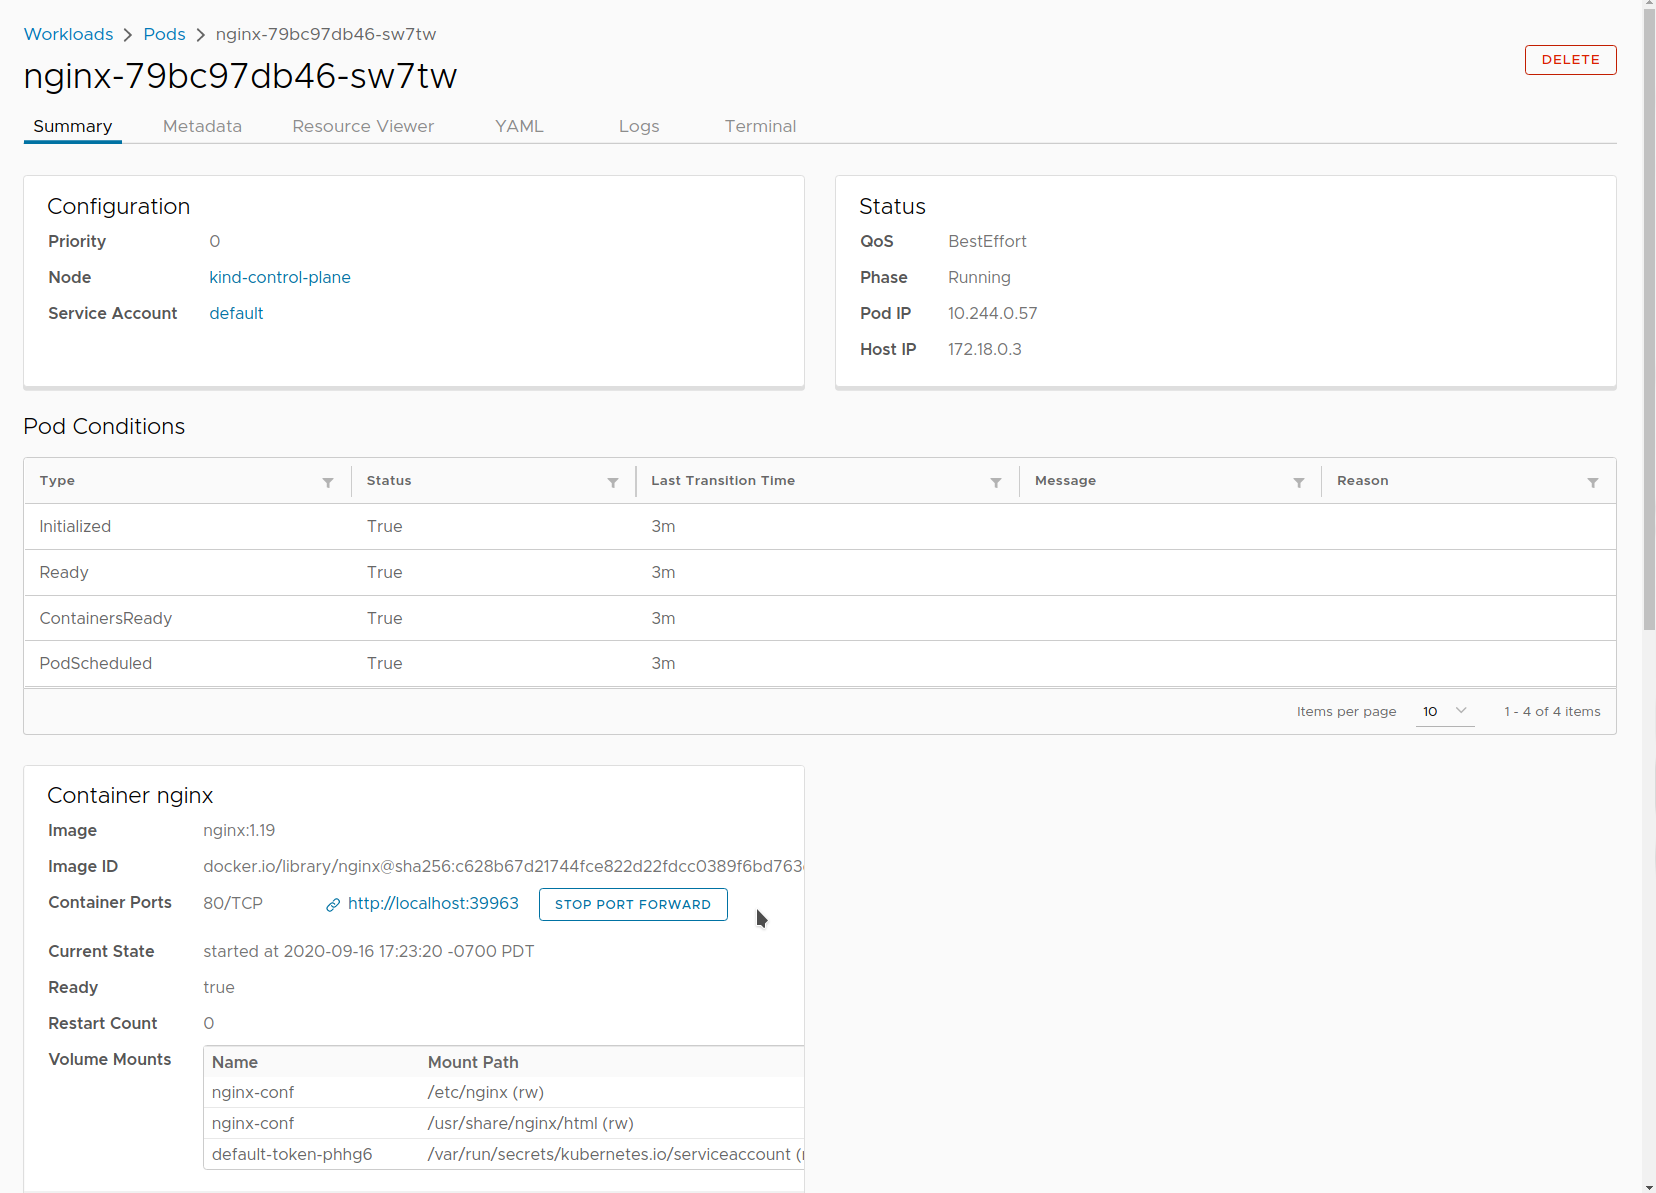 Workloads > Pods > nginx-79bc97db46-sw7tw
nginx-79bc97db46-sw7tw
DELETE
Summary Metadata Resource Viewer YAML Logs Terminal
Configuration
Priority 0
Node kind-control-plane
Service Account default
Status
QoS BestEffort
Phase Running
Pod IP 10.244.0.57
Host IP 172.18.0.3
Pod Conditions
Type Status Last Transition Time Message Reason
Initialized True 3m
Ready True 3m
ContainersReady True 3m
PodScheduled True 3m
Items per page 10 1 - 4 of 4 items
Container nginx
Image nginx:1.19
Image ID docker.io/library/nginx@sha256:c628b67d21744fce822d22fdcc0389f6bd763
Container Ports 80/TCP http://localhost:39963 STOP PORT FORWARD
Current State started at 2020-09-16 17:23:20 -0700 PDT
Ready true
Restart Count 0
Volume Mounts Name Mount Path
nginx-conf /etc/nginx (rw)
nginx-conf /usr/share/nginx/html (rw)
default-token-phhg6 /var/run/secrets/kubernetes.io/serviceaccount (